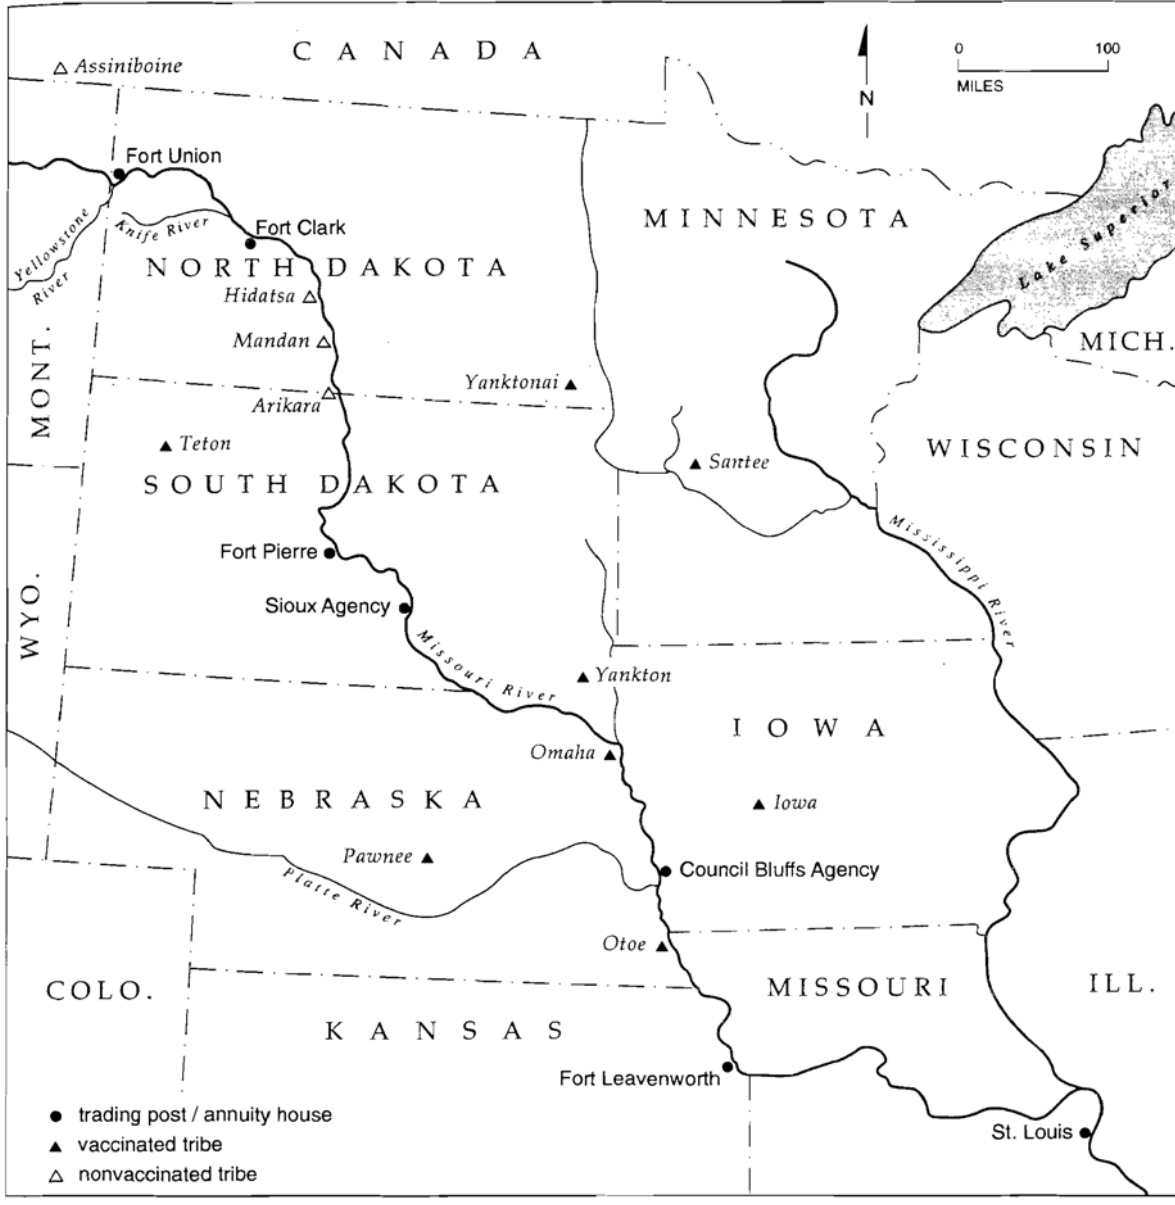 CANADA
N
0 100
MILES
Assiniboine
Fort Union
Yellowstone River
Knife River
Fort Clark
MINNESOTA
Lake Superior
NORTH DAKOTA
Hidatsa
Mandan
MICH.
MONT.
Yanktonai
Arikara
Teton
Santee
WISCONSIN
SOUTH DAKOTA
Mississippi River
Fort Pierre
Sioux Agency
WYO.
Missouri River
Yankton
IOWA
Omaha
NEBRASKA
Iowa
Pawnee
Platte River
Council Bluffs Agency
Otoe
COLO.
MISSOURI
ILL.
KANSAS
Fort Leavenworth
trading post / annuity house
vaccinated tribe
nonvaccinated tribe
St. Louis